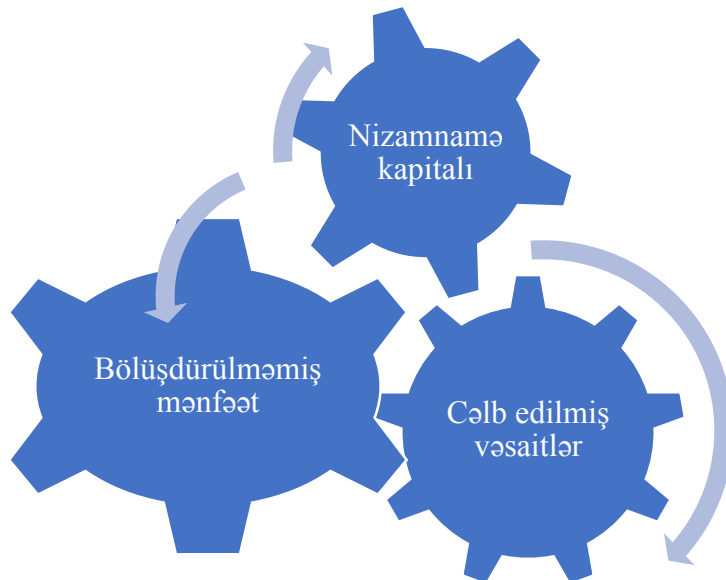 Nizamnamə
kapitalı
Bölüşdürülməmiş
mənfəət
Cəlb edilmiş
vəsaitlər